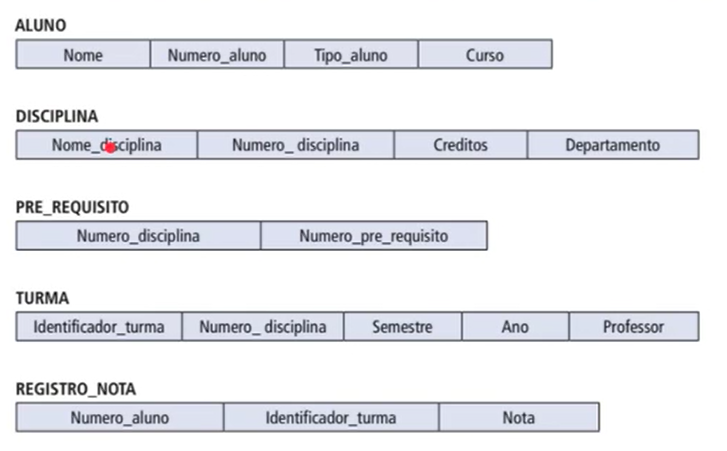 ALUNO
Nome Numero_aluno Tipo_aluno Curso
DISCIPLINA
Nome_disciplina Numero_ disciplina Creditos Departamento
PRE_REQUISITO
Numero_disciplina Numero_pre_requisito
TURMA
Identificador_turma Numero_ disciplina Semestre Ano Professor
REGISTRO_NOTA
Numero_aluno Identificador_turma Nota